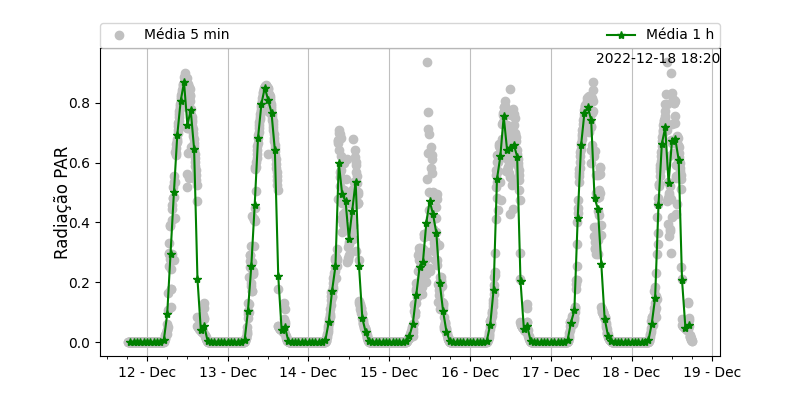 Média 5 min
Média 1 h
2022-12-18 18:20
Radiação PAR
0.8
0.6
0.4
0.2
0.0
12 - Dec
13 - Dec
14 - Dec
15 - Dec
16 - Dec
17 - Dec
18 - Dec
19 - Dec